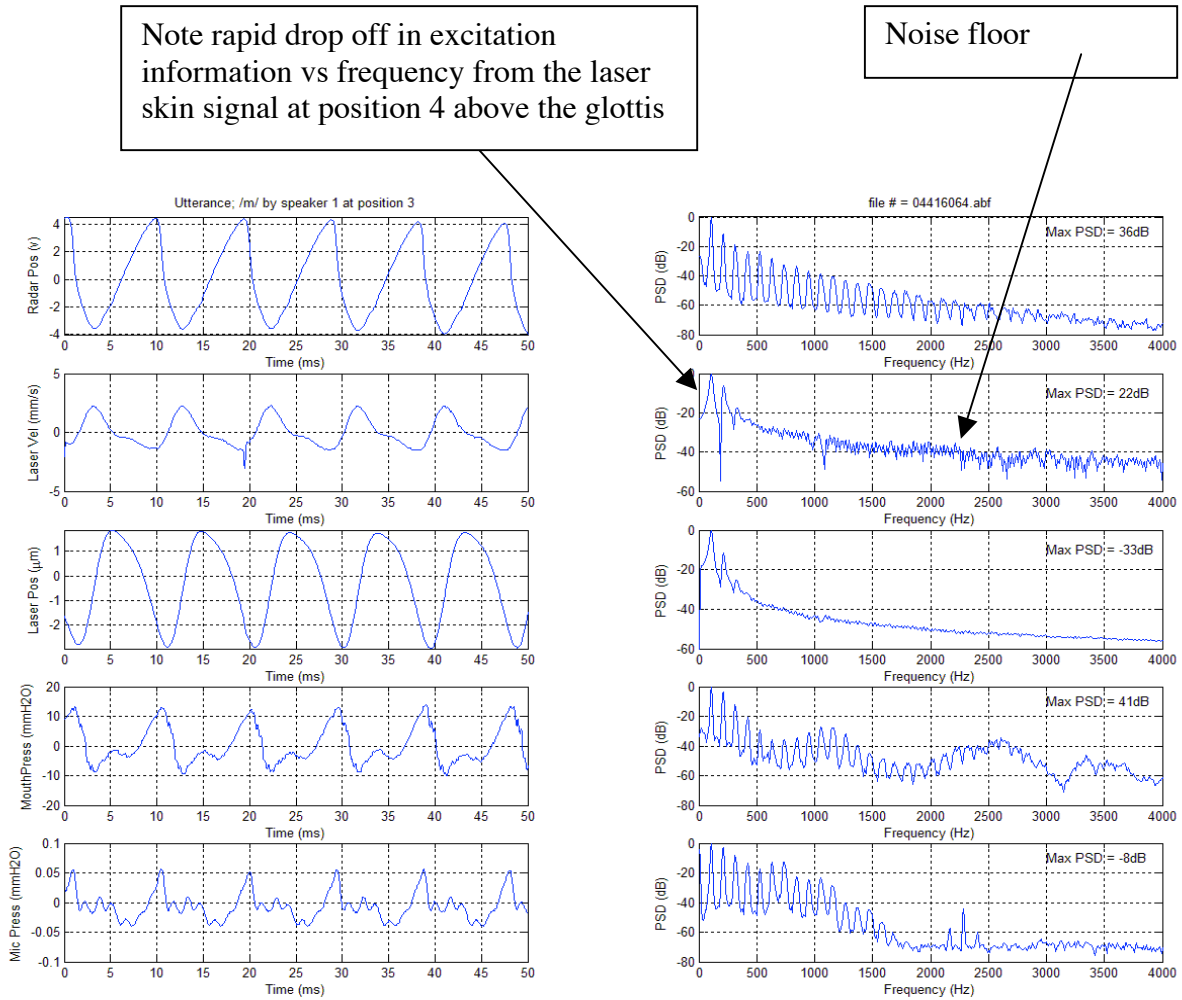 Note rapid drop off in excitation
information vs frequency from the laser
skin signal at position 4 above the glottis
Noise floor
Utterance; /m/ by speaker 1 at position 3
4
2
0
-2
-4
Radar Pos (v)
0 5 10 15 20 25 30 35 40 45 50
Time (ms)
file # = 04416064.abf
Max PSD = 36dB
0
-20
-40
-60
-80
PSD (dB)
0 500 1000 1500 2000 2500 3000 3500 4000
Frequency (Hz)
5
0
-5
Laser Vel (mm/s)
0 5 10 15 20 25 30 35 40 45 50
Time (ms)
Max PSD = 22dB
-20
-40
-60
PSD (dB)
0 500 1000 1500 2000 2500 3000 3500 4000
Frequency (Hz)
1
0
1
-2
Laser Pos (μm)
0 5 10 15 20 25 30 35 40 45 50
Time (ms)
Max PSD = -33dB
0
-20
-40
-60
PSD (dB)
0 500 1000 1500 2000 2500 3000 3500 4000
Frequency (Hz)
20
10
0
-10
-20
MouthPress (mmH2O)
0 5 10 15 20 25 30 35 40 45 50
Time (ms)
Max PSD = 41dB
0
-20
-40
-60
-80
PSD (dB)
0 500 1000 1500 2000 2500 3000 3500 4000
Frequency (Hz)
0.1
0.05
0
-0.05
-0.1
Mic Press (mmH2O)
0 5 10 15 20 25 30 35 40 45 50
Time (ms)
Max PSD = -8dB
0
-20
-40
-60
-80
PSD (dB)
0 500 1000 1500 2000 2500 3000 3500 4000
Frequency (Hz)